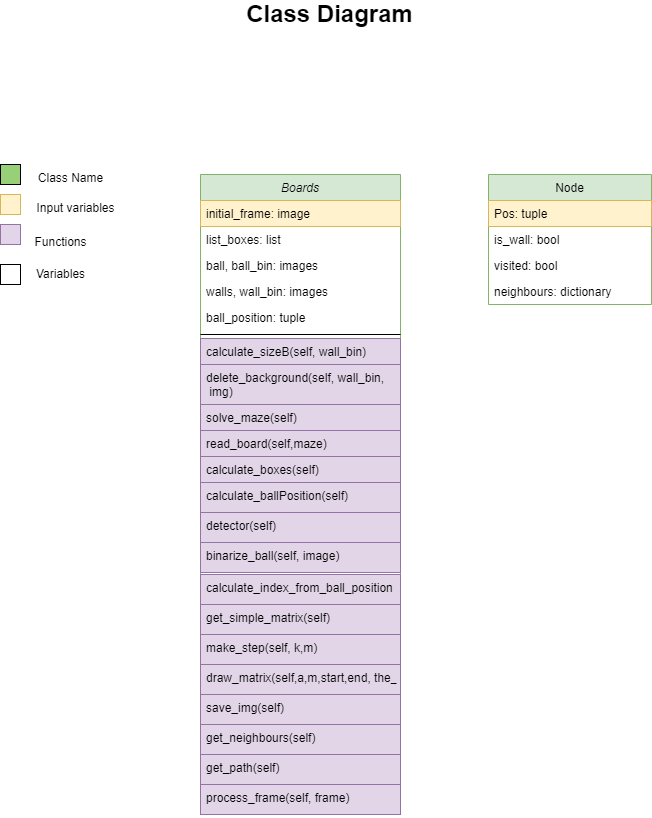 Class Diagram
Class Name
Input variables
Functions
Variables
Boards
initial_frame: image
list_boxes: list
ball, ball_bin: images
walls, wall_bin: images
ball_position: tuple
calculate_sizeB(self, wall_bin)
delete_background(self, wall_bin,
img)
solve_maze(self)
read_board(self,maze)
calculate_boxes(self)
calculate_ballPosition(self)
detector(self)
binarize_ball(self, image)
calculate_index_from_ball_position
get_simple_matrix(self)
make_step(self, k,m)
draw_matrix(self,a,m,start,end, the_
save_img(self)
get_neighbours(self)
get_path(self)
process_frame(self, frame)
Node
Pos: tuple
is_wall: bool
visited: bool
neighbours: dictionary